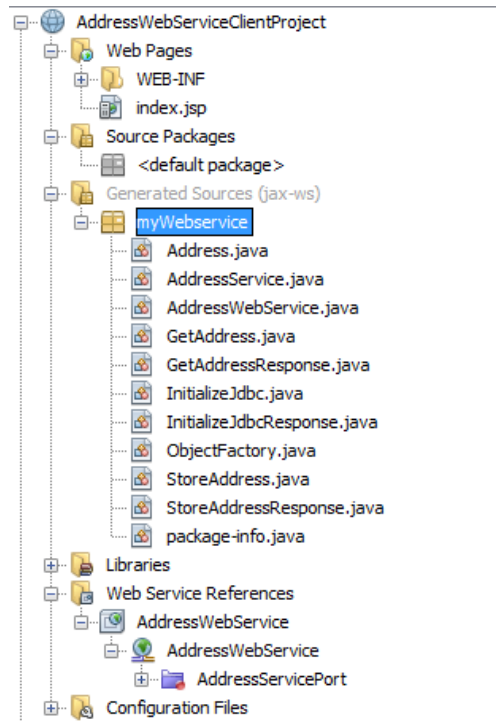 AddressWebServiceClientProject
Web Pages
WEB-INF
index.jsp
Source Packages
<default package>
Generated Sources (jax-ws)
myWebservice
Address.java
AddressService.java
AddressWebService.java
GetAddress.java
GetAddressResponse.java
InitializeJdbc.java
InitializeJdbcResponse.java
ObjectFactory.java
StoreAddress.java
StoreAddressResponse.java
package-info.java
Libraries
Web Service References
AddressWebService
AddressWebService
AddressServicePort
Configuration Files